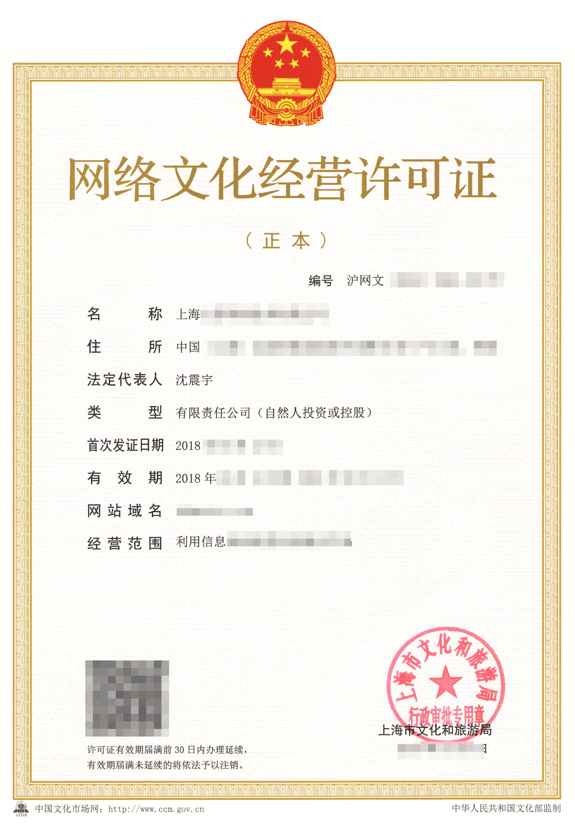 网络文化经营许可证
（正本）
编号 沪网文
名称 上海
住所 中国
法定代表人 沈震宇
类型 有限责任公司（自然人投资或控股）
首次发证日期 2018
有效期 2018 年
网站域名
经营范围 利用信息
上海市文化和旅游局
行政审批专用章
上海市文化和旅游局
日
许可证有效期届满前 30 日内办理延续，
有效期届满未延续的将依法予以注销。
中国文化市场网：http://www.ccm.gov.cn
中华人民共和国文化部监制